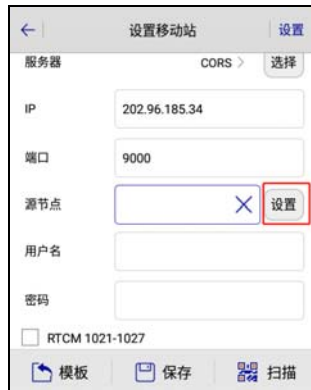 ← 设置移动站 设置
服务器 CORS > 选择
IP 202.96.185.34
端口 9000
源节点 设置
用户名
密码
RTCM 1021-1027
模板 保存 扫描